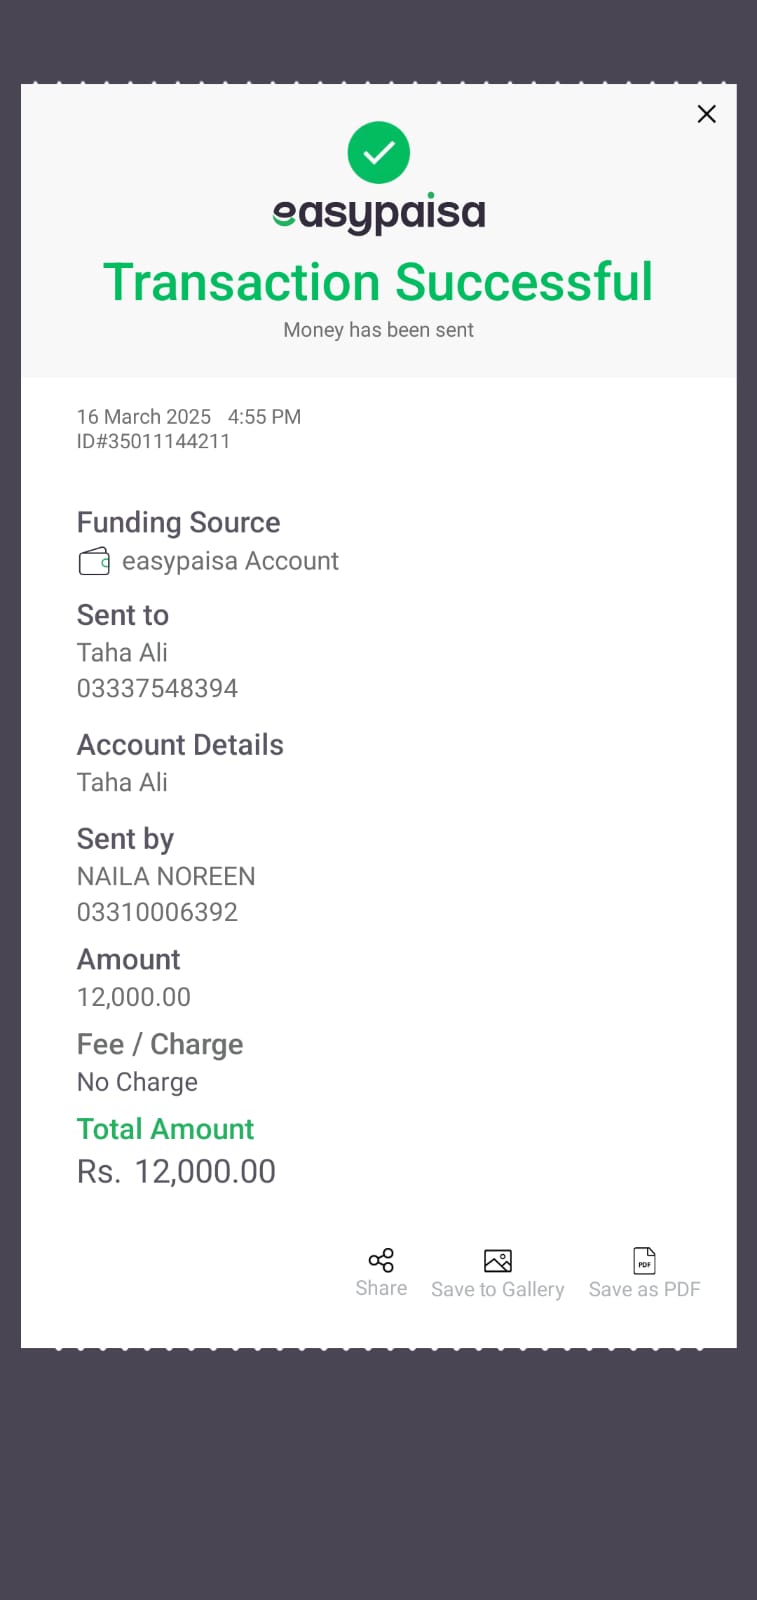 easypaisa
Transaction Successful
Money has been sent
16 March 2025 4:55 PM
ID#35011144211
Funding Source
easypaisa Account
Sent to
Taha Ali
03337548394
Account Details
Taha Ali
Sent by
NAILA NOREEN
03310006392
Amount
12,000.00
Fee / Charge
No Charge
Total Amount
Rs. 12,000.00
PDF
Share Save to Gallery Save as PDF